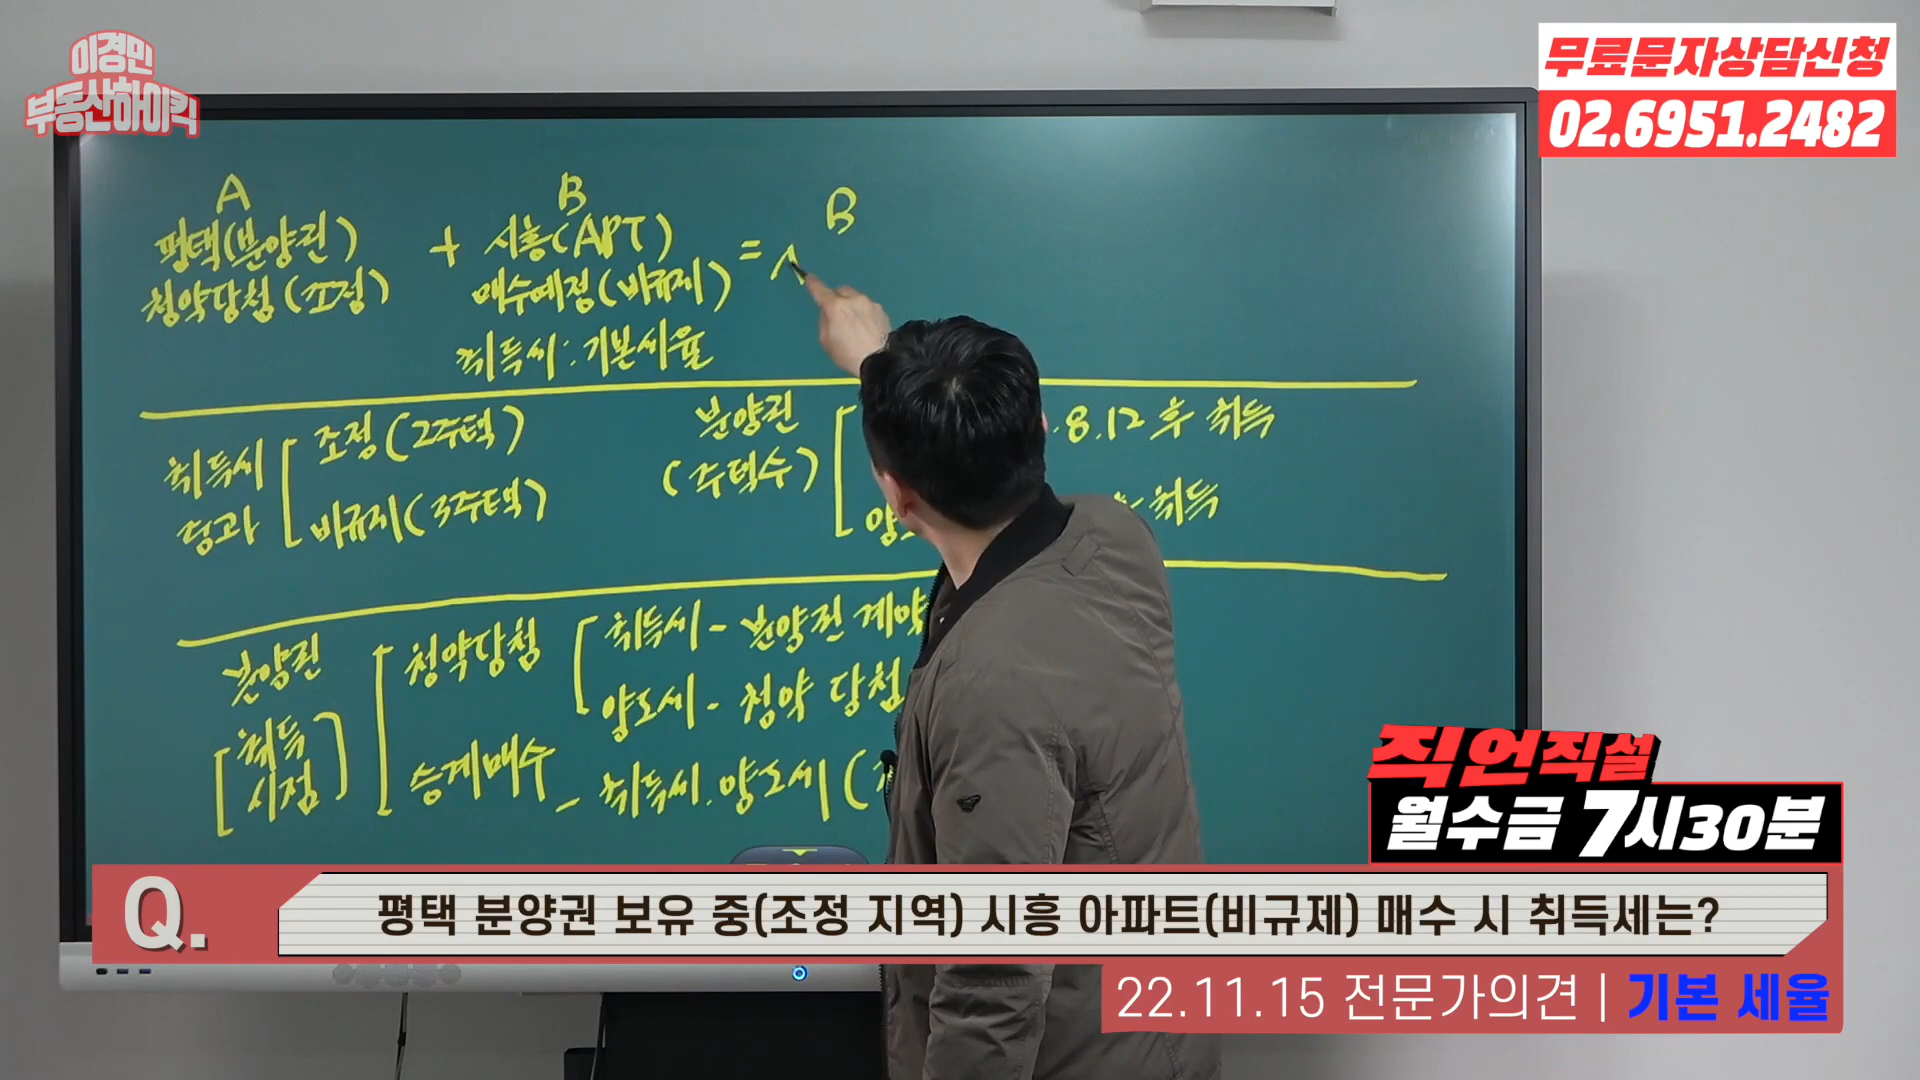 이경민
부동산하이킥
무료문자상담신청
02.6951.2482
A
평택(분양권)
청약당첨(조정)
+
B
시흥(APT)
매수예정(비규제)
취득세:기본세율
=
B
취득세
중과
조정(2주택)
비규제(3주택)
분양권
(주택수)
.8.12 후 취득
취득
분양권
취득
시점
청약당첨
취득세 - 분양권 계약
양도세 - 청약 당첨
승계매수
- 취득세.양도세(
직언직설
월수금 7시30분
Q.
평택 분양권 보유 중(조정 지역) 시흥 아파트(비규제) 매수 시 취득세는?
22.11.15 전문가의견 | 기본 세율